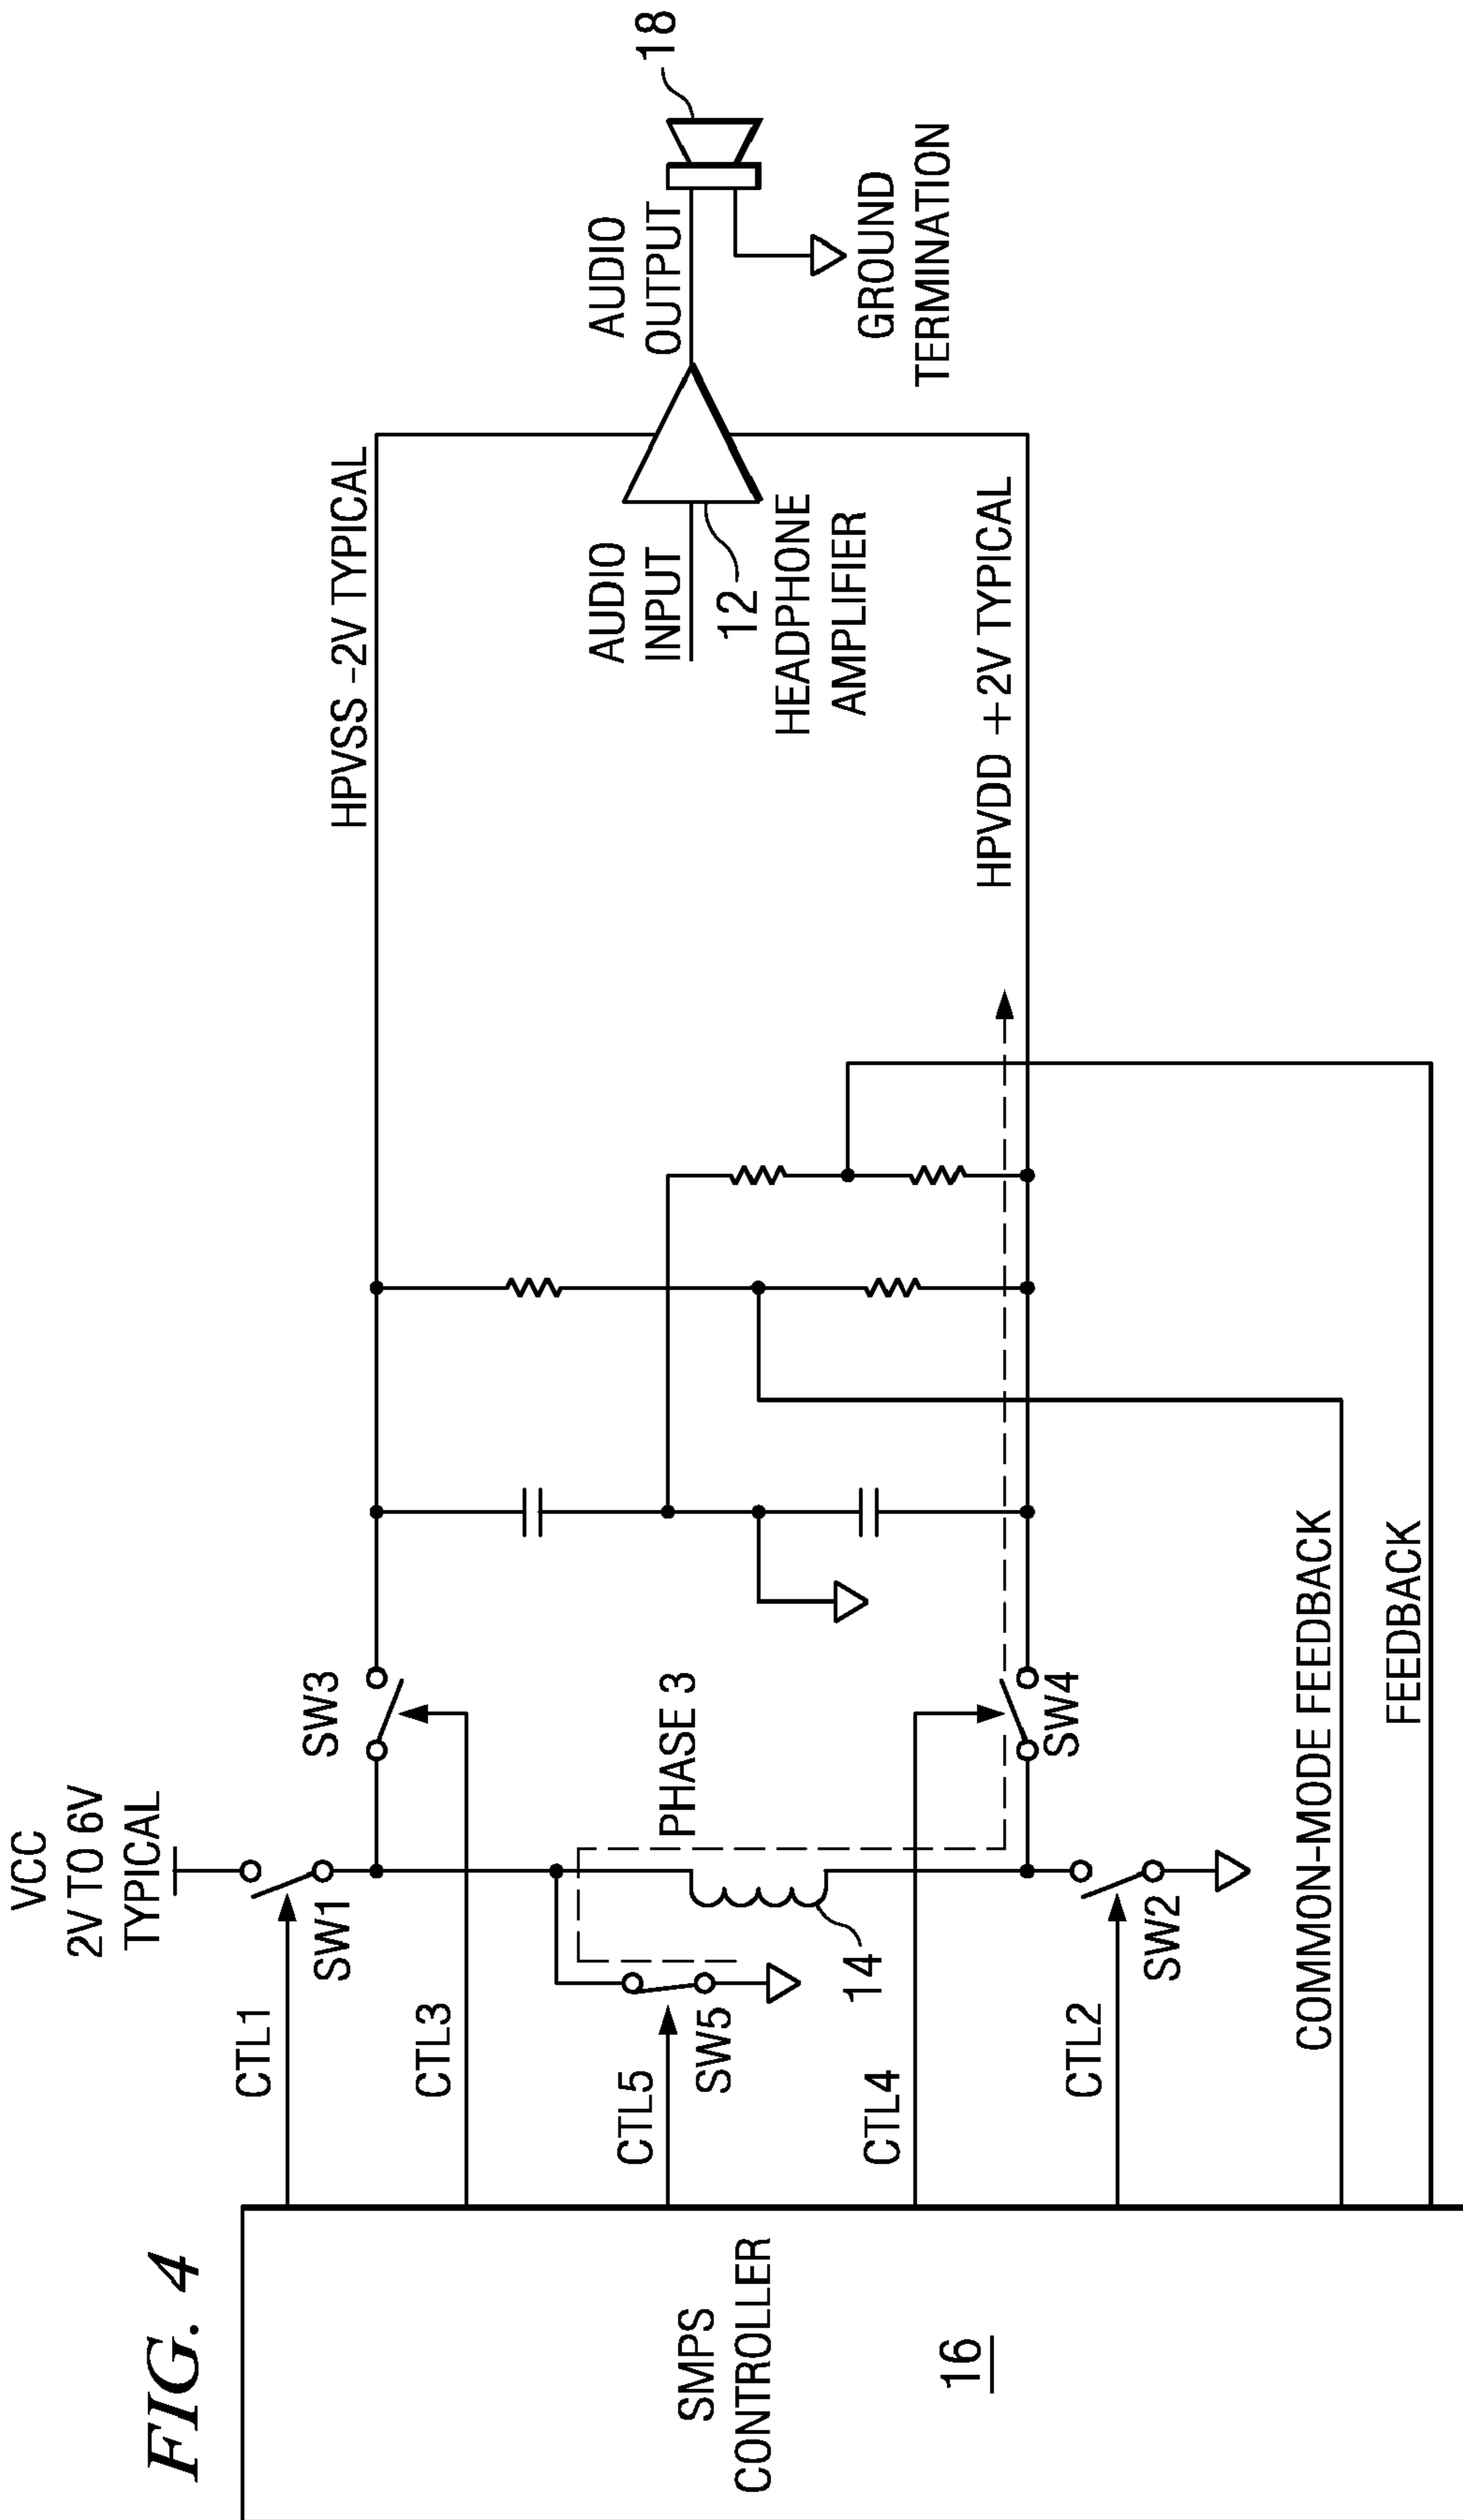 FIG. 4
VCC
2V TO 6V
TYPICAL
CTL1
SW1
CTL3
SW3
HPVSS -2V TYPICAL
CTL5
SW5
PHASE 3
14
CTL4
SW4
CTL2
SW2
SMPS
CONTROLLER
16
AUDIO
INPUT
12
HEADPHONE
AMPLIFIER
AUDIO
OUTPUT
18
GROUND
TERMINATION
HPVDD +2V TYPICAL
COMMON-MODE FEEDBACK
FEEDBACK